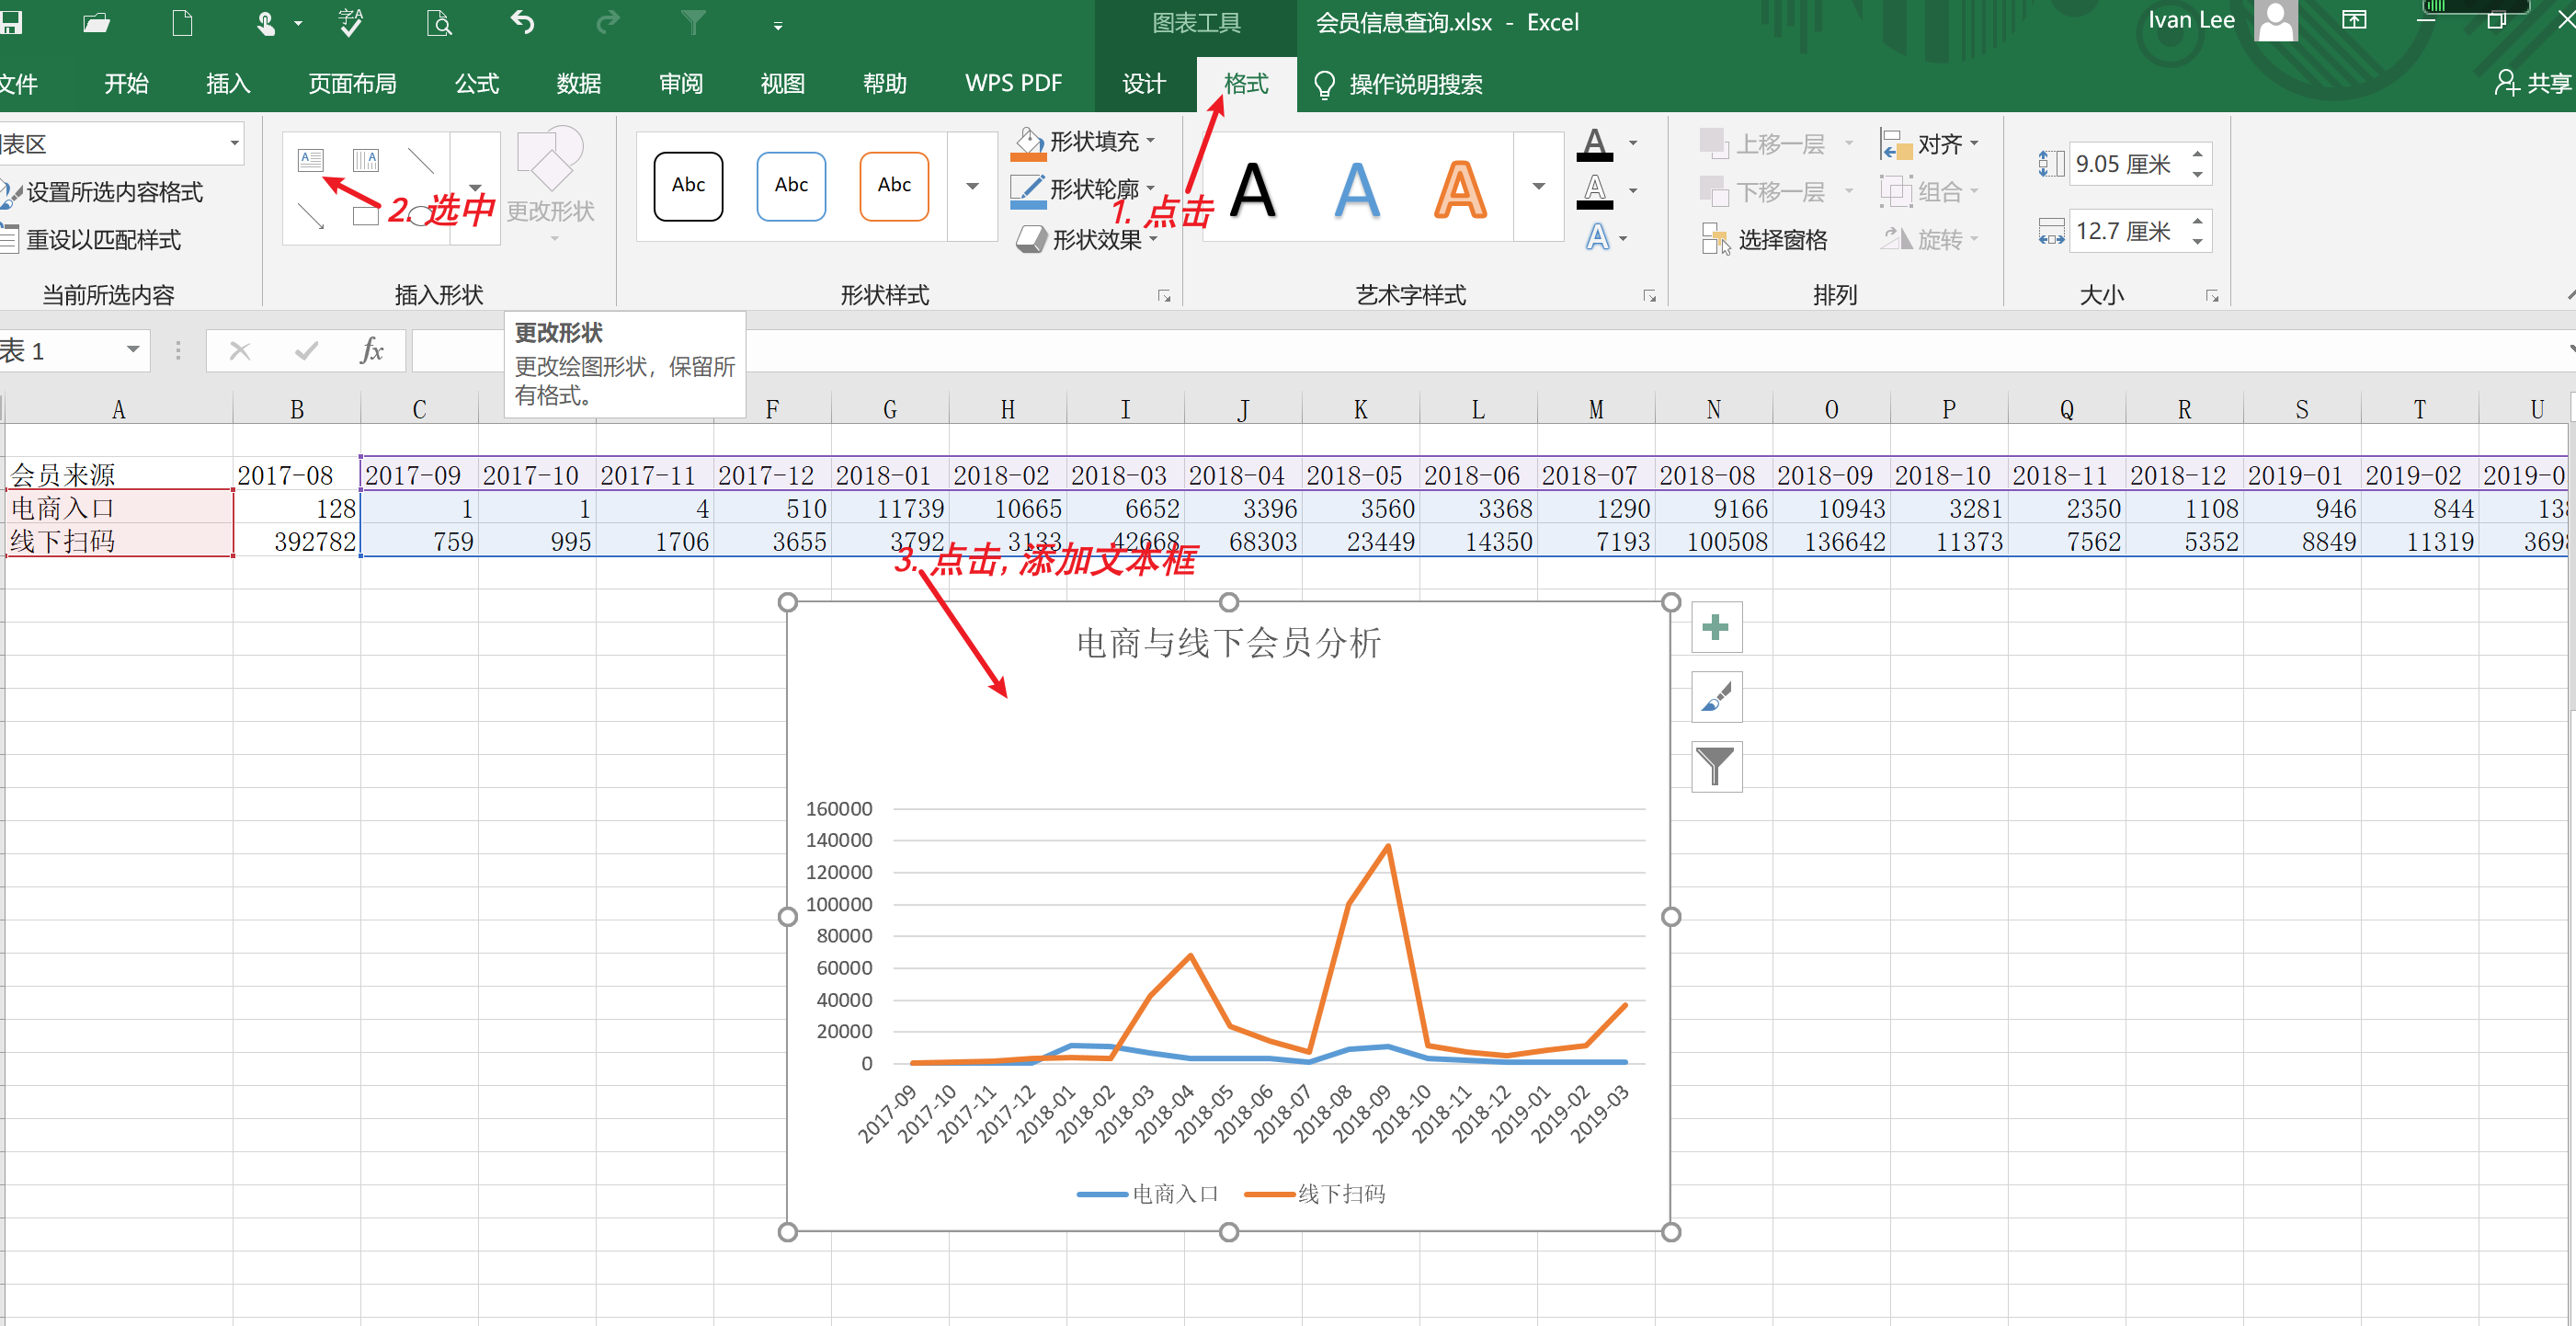 图表工具
会员信息查询.xlsx - Excel
Ivan Lee
文件 开始 插入 页面布局 公式 数据 审阅 视图 帮助 WPS PDF 设计 格式 操作说明搜索 共享
表区
设置所选内容格式
重设以匹配样式
当前所选内容
2. 选中
更改形状
插入形状
Abc Abc Abc
形状填充
形状轮廓
形状效果
形状样式
1. 点击
A A A
艺术字样式
上移一层
下移一层
选择窗格
对齐
组合
旋转
排列
9.05 厘米
12.7 厘米
大小
表 1
fx
更改形状
更改绘图形状，保留所
有格式。
A B C F G H I J K L M N O P Q R S T U
会员来源 2017-08 2017-09 2017-10 2017-11 2017-12 2018-01 2018-02 2018-03 2018-04 2018-05 2018-06 2018-07 2018-08 2018-09 2018-10 2018-11 2018-12 2019-01 2019-02 2019-0
电商入口 128 1 1 4 510 11739 10665 6652 3396 3560 3368 1290 9166 10943 3281 2350 1108 946 844 138
线下扫码 392782 759 995 1706 3655 3792 3133 42668 68303 23449 14350 7193 100508 136642 11373 7562 5352 8849 11319 369
3. 点击，添加文本框
电商与线下会员分析
160000
140000
120000
100000
80000
60000
40000
20000
0
2017-09 2017-10 2017-11 2017-12 2018-01 2018-02 2018-03 2018-04 2018-05 2018-06 2018-07 2018-08 2018-09 2018-10 2018-11 2018-12 2019-01 2019-02 2019-03
电商入口 线下扫码